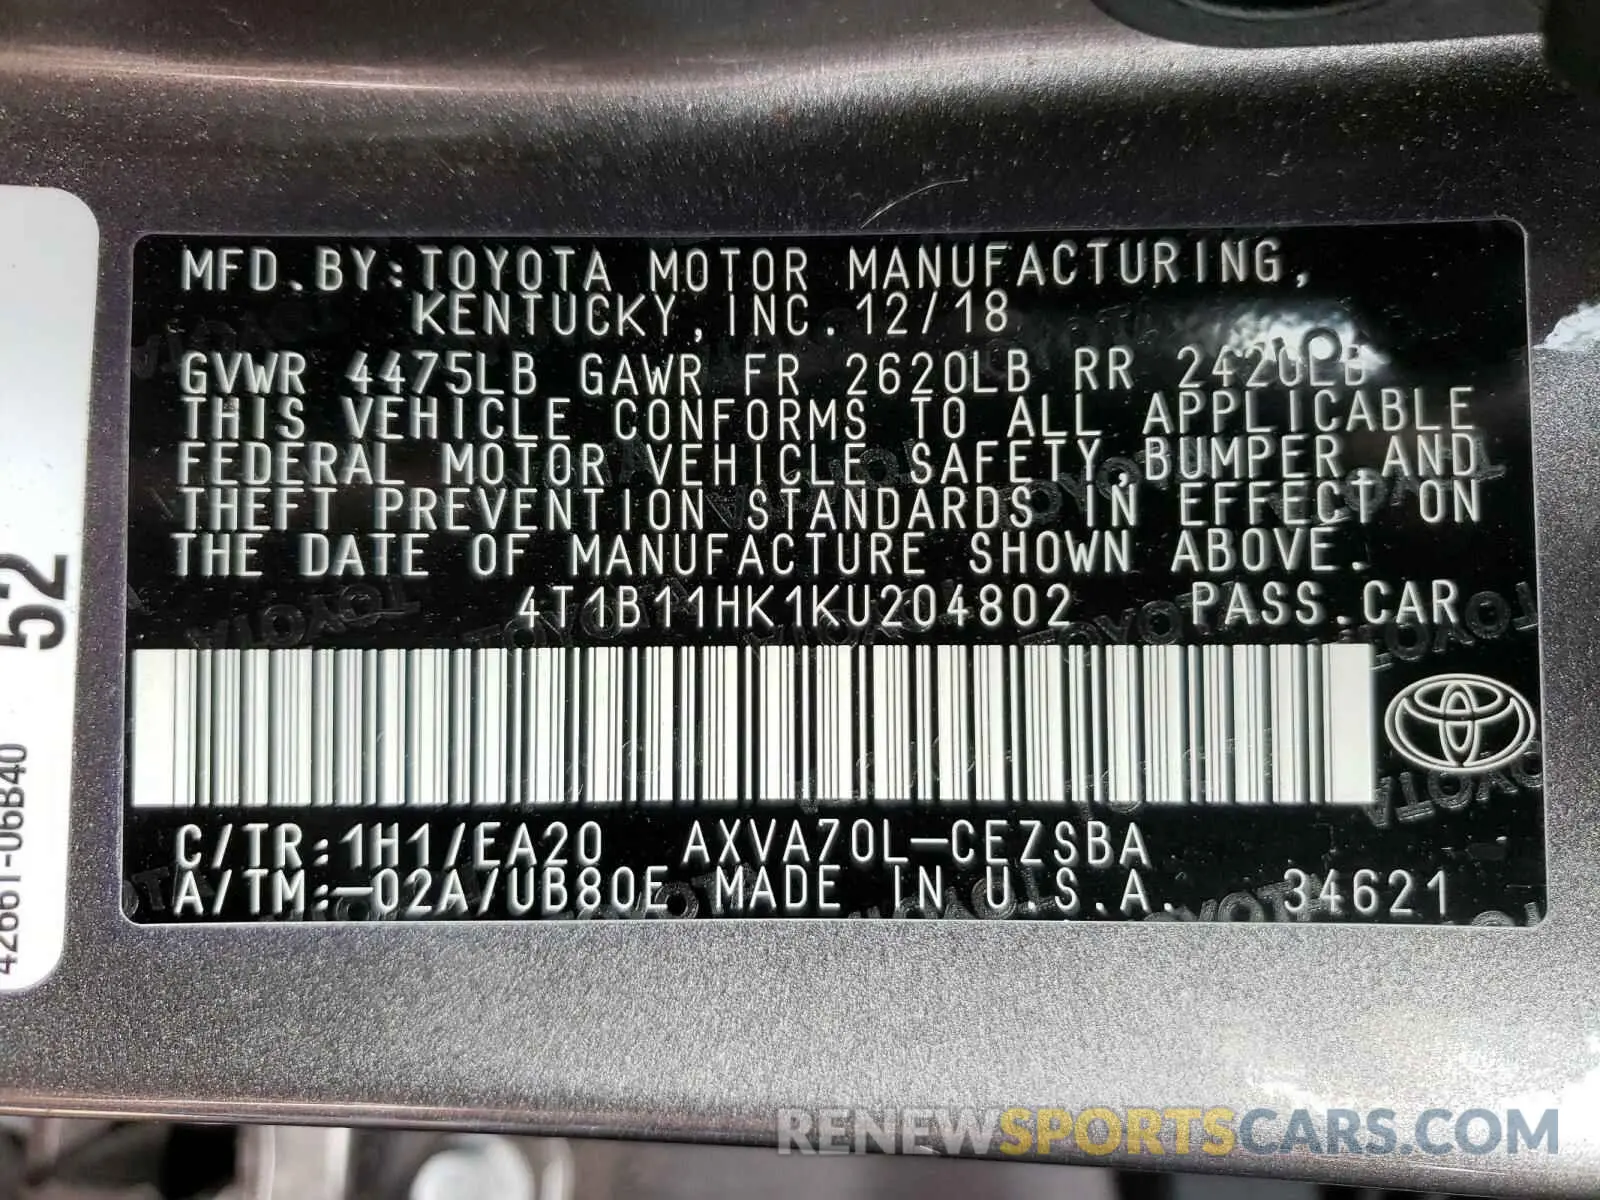 MFD.BY:TOYOTA MOTOR MANUFACTURING,
KENTUCKY,INC.12/18
GVWR 4475LB GAWR FR 2620LB RR 2420LB
THIS VEHICLE CONFORMS TO ALL APPLICABLE
FEDERAL MOTOR VEHICLE SAFETY,BUMPER,AND
THEFT PREVENTION STANDARDS IN EFFECT ON
THE DATE OF MANUFACTURE SHOWN ABOVE.
4T1B11HK1KU204802 PASS.CAR
C/TR:1H1/EA20 AXVA70L-CEZSBA
A/TM:-02A/UB80E MADE IN U.S.A. 34621
52
42661-06B40
RENEWSPORTSCARS.COM